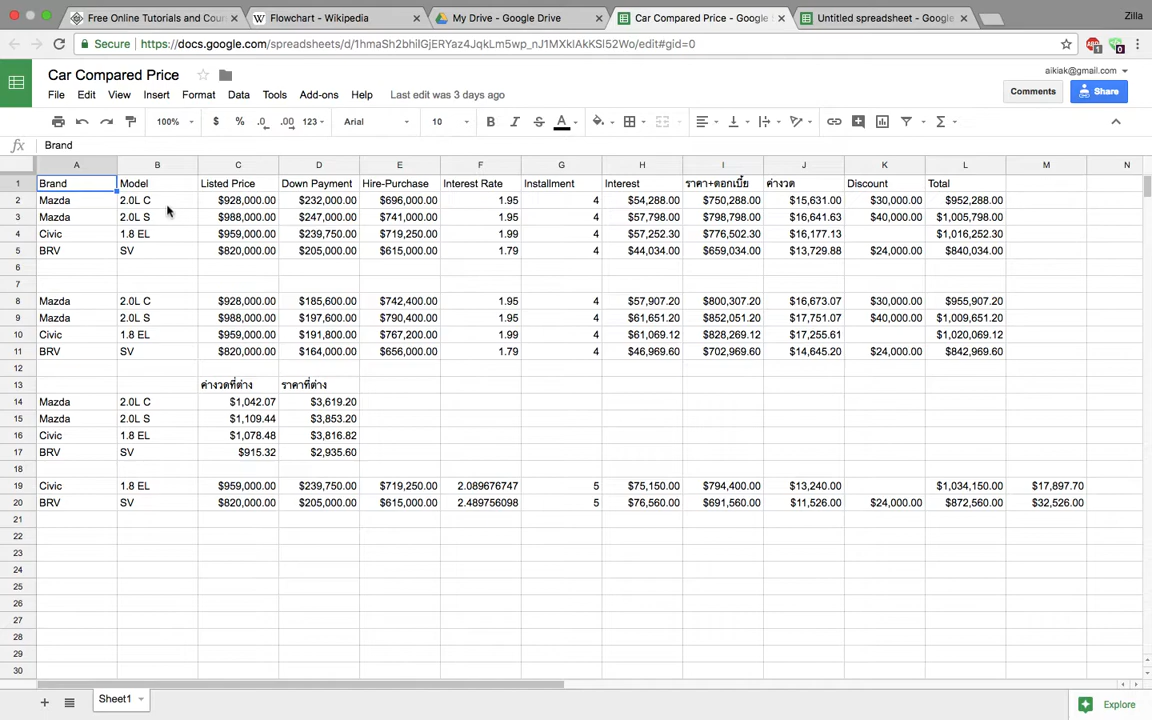 Free Online Tutorials and Cour × Flowchart - Wikipedia × My Drive - Google Drive × Car Compared Price - Google × Untitled spreadsheet - Google × Zilla
Secure https://docs.google.com/spreadsheets/d/1hmaSh2bhilGjERYaz4JqkLm5wp_nJ1MXklAkKSl52Wo/edit#gid=0 1 0
Car Compared Price aikiak@gmail.com
File Edit View Insert Format Data Tools Add-ons Help Last edit was 3 days ago Comments Share
100% $ % .0 .00 123 Arial 10 B I S A Σ
fx Brand
A B C D E F G H I J K L M N
1 Brand Model Listed Price Down Payment Hire-Purchase Interest Rate Installment Interest ราคา+ดอกเบี้ย ค่างวด Discount Total
2 Mazda 2.0L C $928,000.00 $232,000.00 $696,000.00 1.95 4 $54,288.00 $750,288.00 $15,631.00 $30,000.00 $952,288.00
3 Mazda 2.0L S $988,000.00 $247,000.00 $741,000.00 1.95 4 $57,798.00 $798,798.00 $16,641.63 $40,000.00 $1,005,798.00
4 Civic 1.8 EL $959,000.00 $239,750.00 $719,250.00 1.99 4 $57,252.30 $776,502.30 $16,177.13 $1,016,252.30
5 BRV SV $820,000.00 $205,000.00 $615,000.00 1.79 4 $44,034.00 $659,034.00 $13,729.88 $24,000.00 $840,034.00
6
7
8 Mazda 2.0L C $928,000.00 $185,600.00 $742,400.00 1.95 4 $57,907.20 $800,307.20 $16,673.07 $30,000.00 $955,907.20
9 Mazda 2.0L S $988,000.00 $197,600.00 $790,400.00 1.95 4 $61,651.20 $852,051.20 $17,751.07 $40,000.00 $1,009,651.20
10 Civic 1.8 EL $959,000.00 $191,800.00 $767,200.00 1.99 4 $61,069.12 $828,269.12 $17,255.61 $1,020,069.12
11 BRV SV $820,000.00 $164,000.00 $656,000.00 1.79 4 $46,969.60 $702,969.60 $14,645.20 $24,000.00 $842,969.60
12
13 ค่างวดที่ต่าง ราคาที่ต่าง
14 Mazda 2.0L C $1,042.07 $3,619.20
15 Mazda 2.0L S $1,109.44 $3,853.20
16 Civic 1.8 EL $1,078.48 $3,816.82
17 BRV SV $915.32 $2,935.60
18
19 Civic 1.8 EL $959,000.00 $239,750.00 $719,250.00 2.089676747 5 $75,150.00 $794,400.00 $13,240.00 $1,034,150.00 $17,897.70
20 BRV SV $820,000.00 $205,000.00 $615,000.00 2.489756098 5 $76,560.00 $691,560.00 $11,526.00 $24,000.00 $872,560.00 $32,526.00
21
22
23
24
25
26
27
28
29
30
Sheet1 Explore